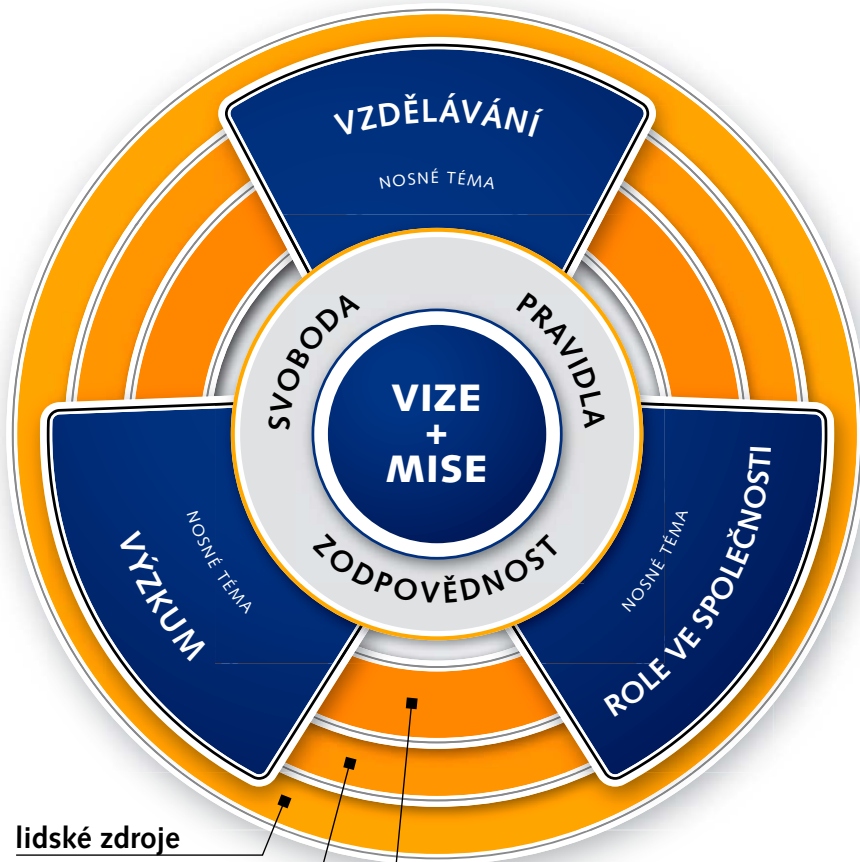 VZDĚLÁVÁNÍ
NOSNÉ TÉMA
SVOBODA
PRAVIDLA
VIZE
+
MISE
ZODPOVĚDNOST
NOSNÉ TÉMA
VÝZKUM
NOSNÉ TÉMA
ROLE VE SPOLEČNOSTI
lidské zdroje